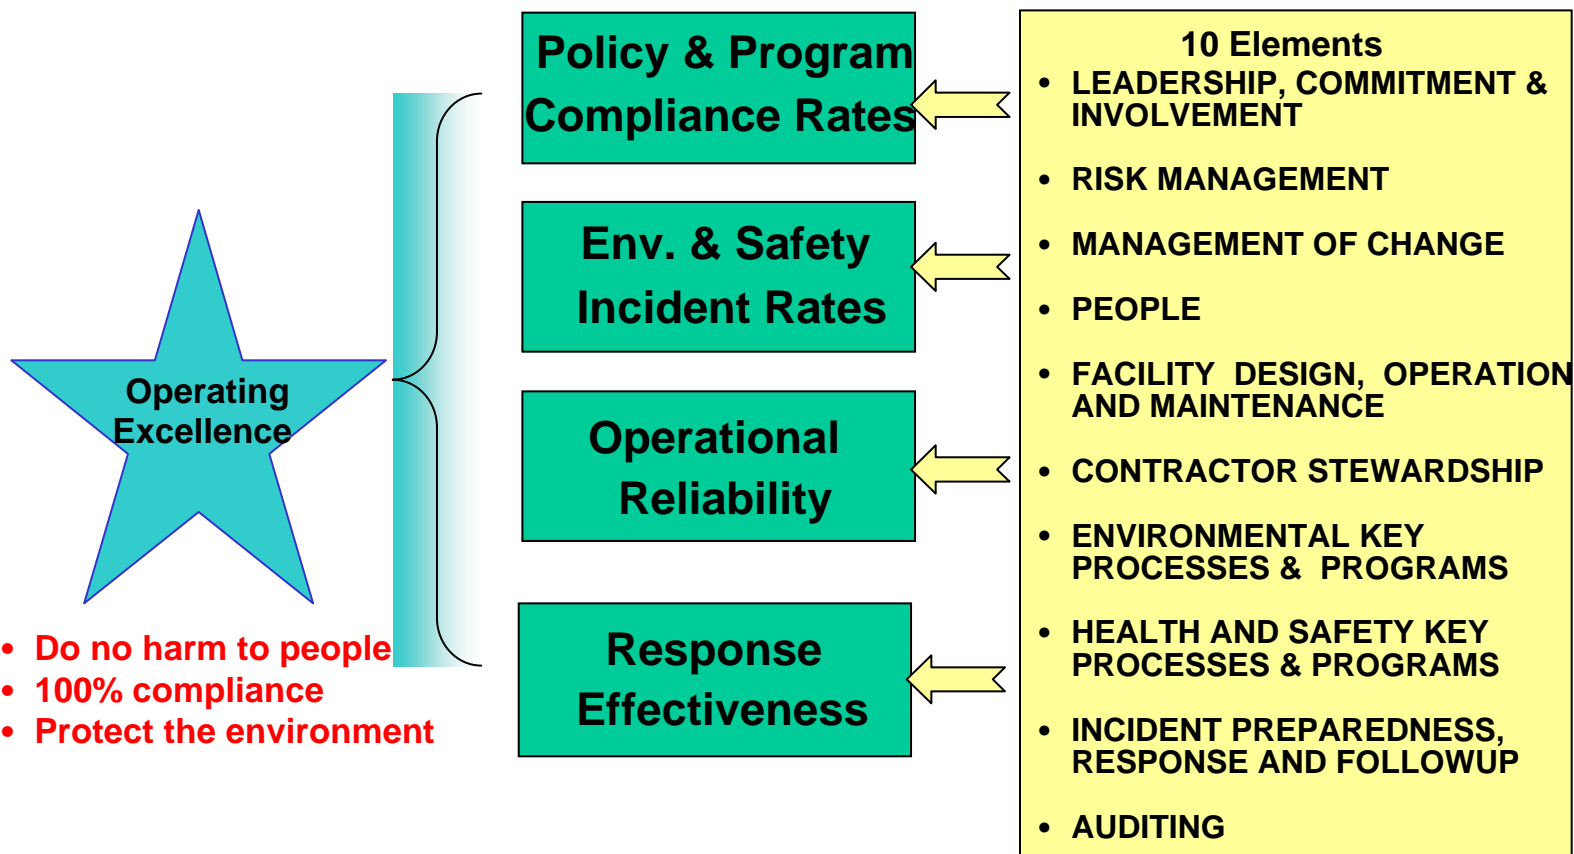 Operating
Excellence
• Do no harm to people
• 100% compliance
• Protect the environment
Policy & Program
Compliance Rates
Env. & Safety
Incident Rates
Operational
Reliability
Response
Effectiveness
10 Elements
• LEADERSHIP, COMMITMENT &
INVOLVEMENT
• RISK MANAGEMENT
• MANAGEMENT OF CHANGE
• PEOPLE
• FACILITY DESIGN, OPERATION
AND MAINTENANCE
• CONTRACTOR STEWARDSHIP
• ENVIRONMENTAL KEY
PROCESSES & PROGRAMS
• HEALTH AND SAFETY KEY
PROCESSES & PROGRAMS
• INCIDENT PREPAREDNESS,
RESPONSE AND FOLLOWUP
• AUDITING